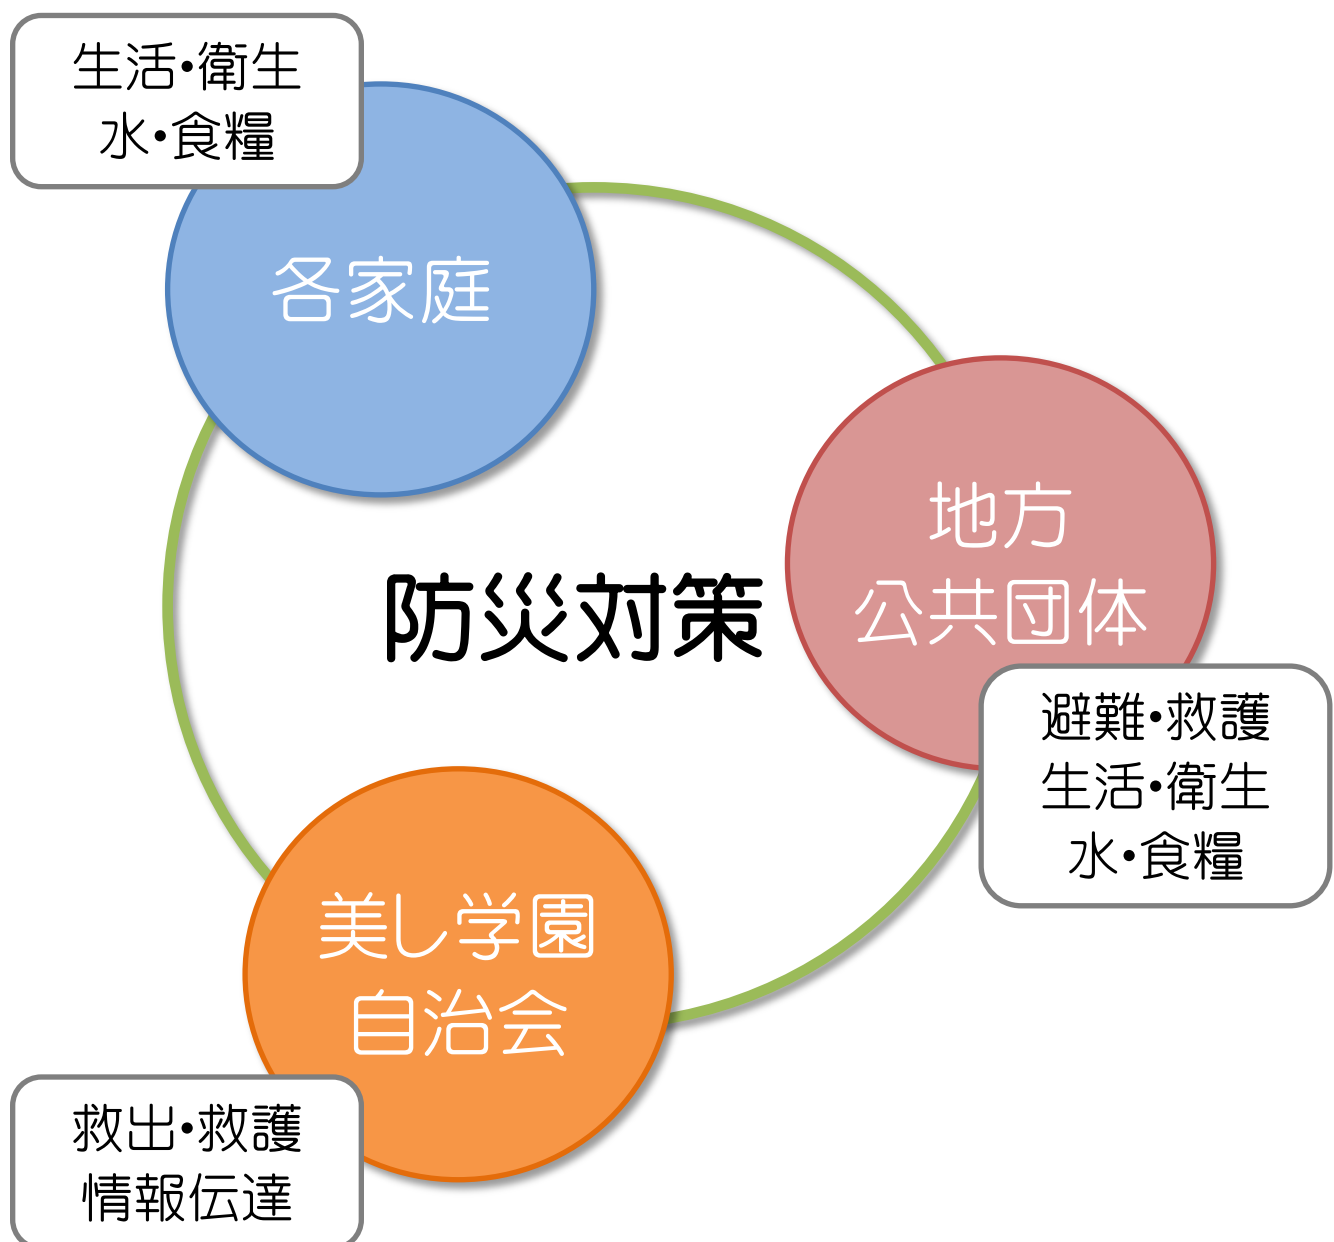 生活・衛生
水・食糧
各家庭
地方
公共団体
防災対策
避難・救護
生活・衛生
水・食糧
美し学園
自治会
救出・救護
情報伝達